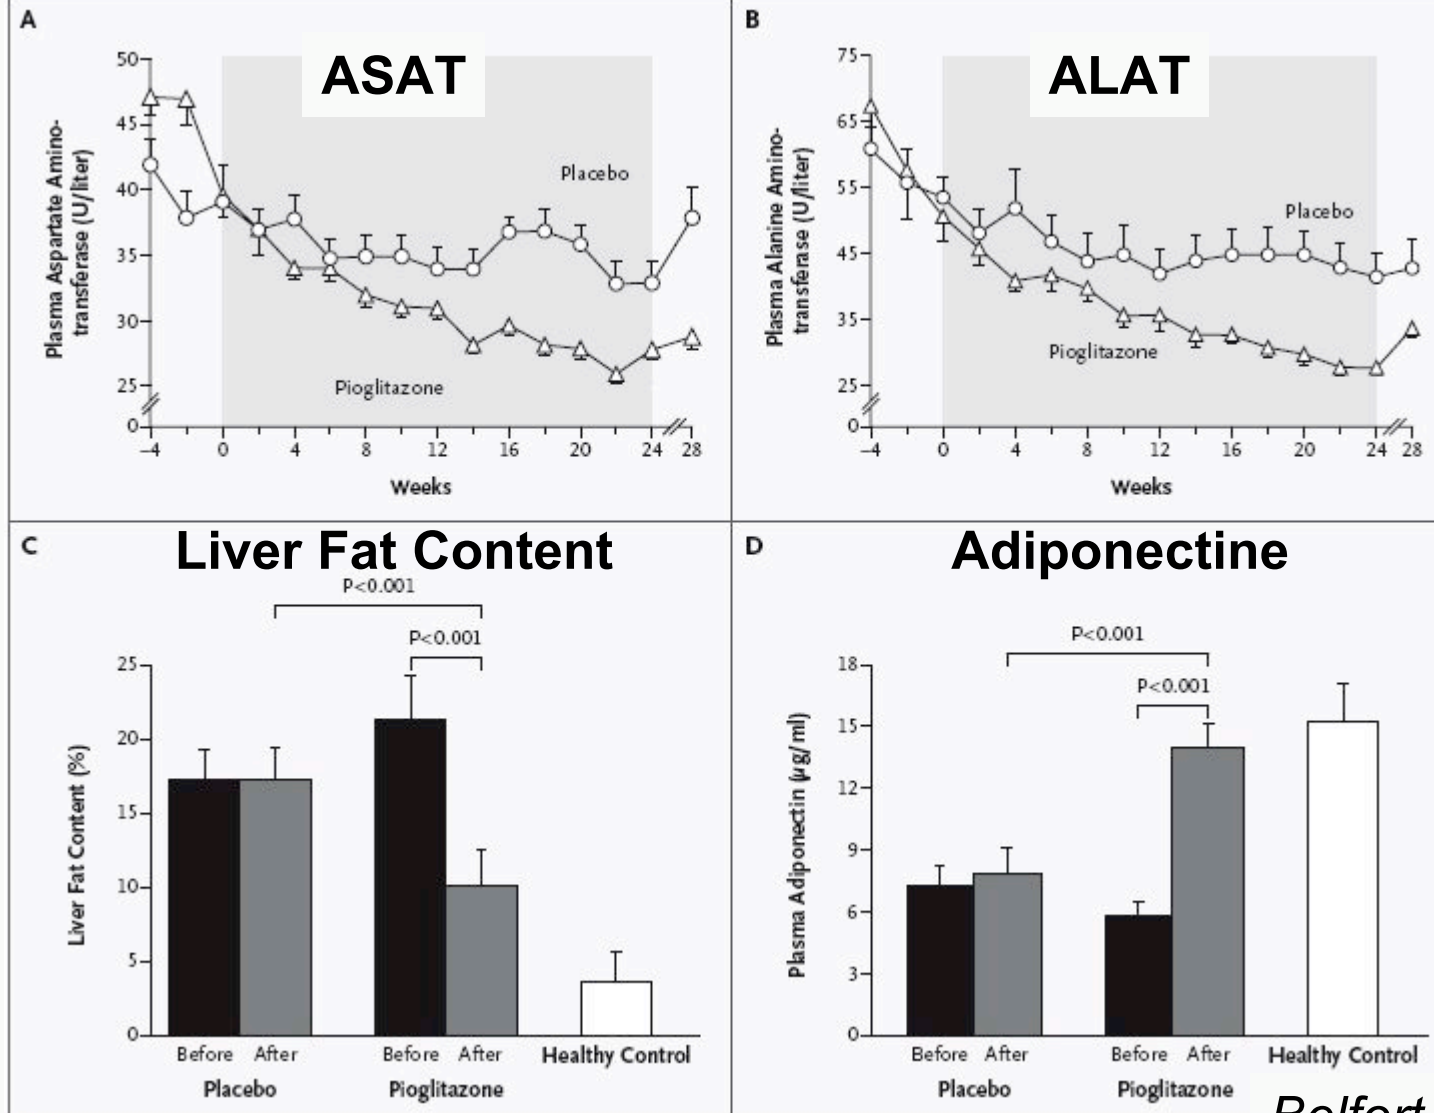 A
ASAT
50
45
40
35
30
25
0
Plasma Aspartate Amino-
transferase (U/liter)
Placebo
Pioglitazone
–4 0 4 8 12 16 20 24 28
Weeks
B
ALAT
75
65
55
45
35
25
0
Plasma Alanine Amino-
transferase (U/liter)
Placebo
Pioglitazone
–4 0 4 8 12 16 20 24 28
Weeks
C
Liver Fat Content
P<0.001
P<0.001
25
20
15
10
5
0
Liver Fat Content (%)
Before After Before After Healthy Control
Placebo Pioglitazone
D
Adiponectine
P<0.001
P<0.001
18
15
12
9
6
3
0
Plasma Adiponectin (µg/ml)
Before After Before After Healthy Control
Placebo Pioglitazone